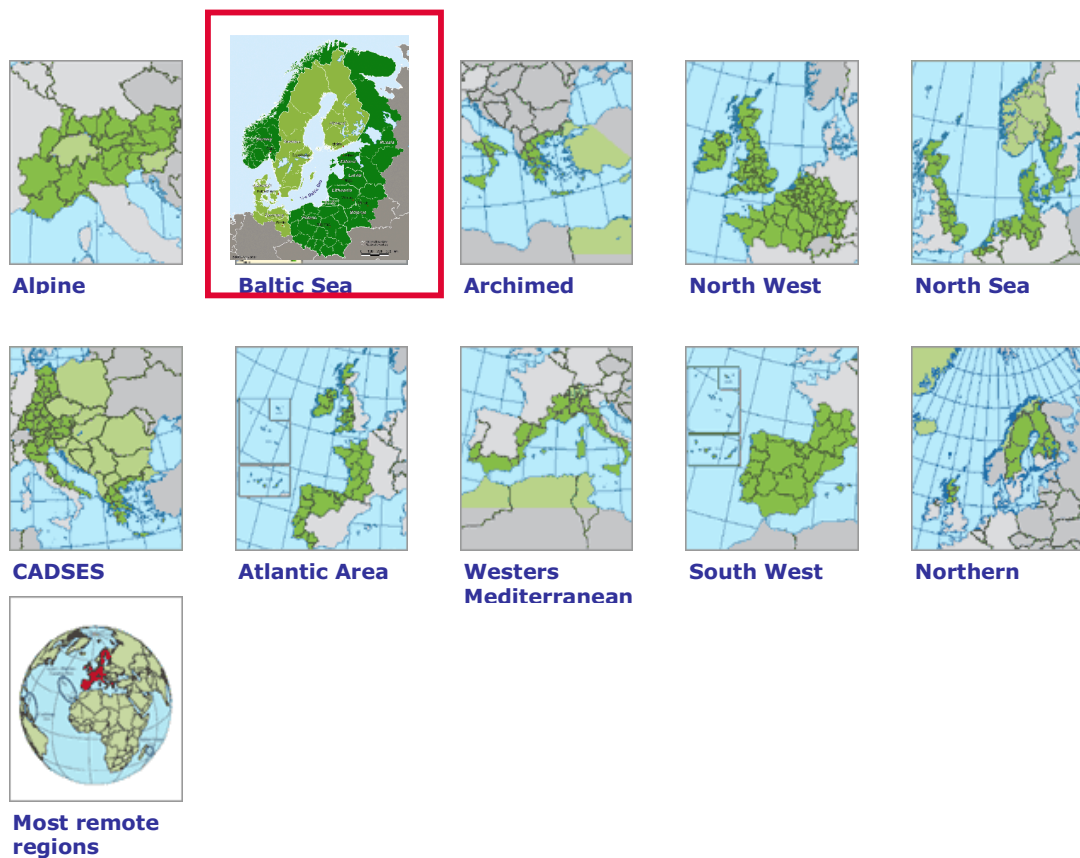 Alpine
Baltic Sea
Archimed
North West
North Sea
CADSES
Atlantic Area
Westers
Mediterranean
South West
Northern
Most remote
regions